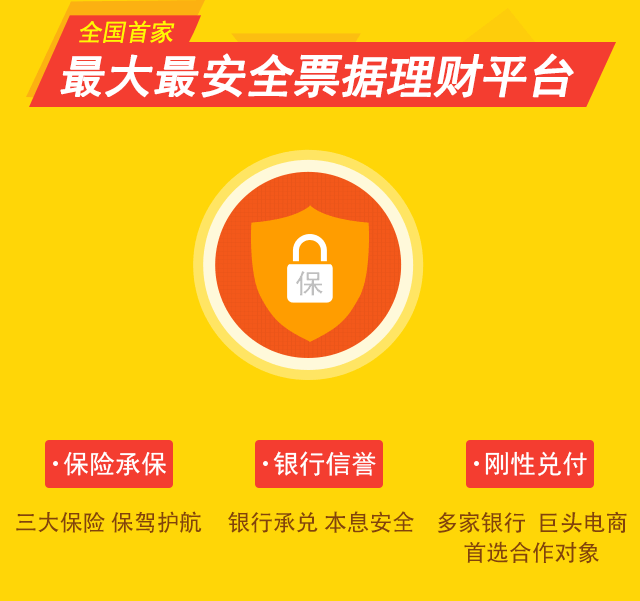 全国首家
最大最安全票据理财平台
保
·保险承保
·银行信誉
·刚性兑付
三大保险 保驾护航
银行承兑 本息安全
多家银行 巨头电商
首选合作对象